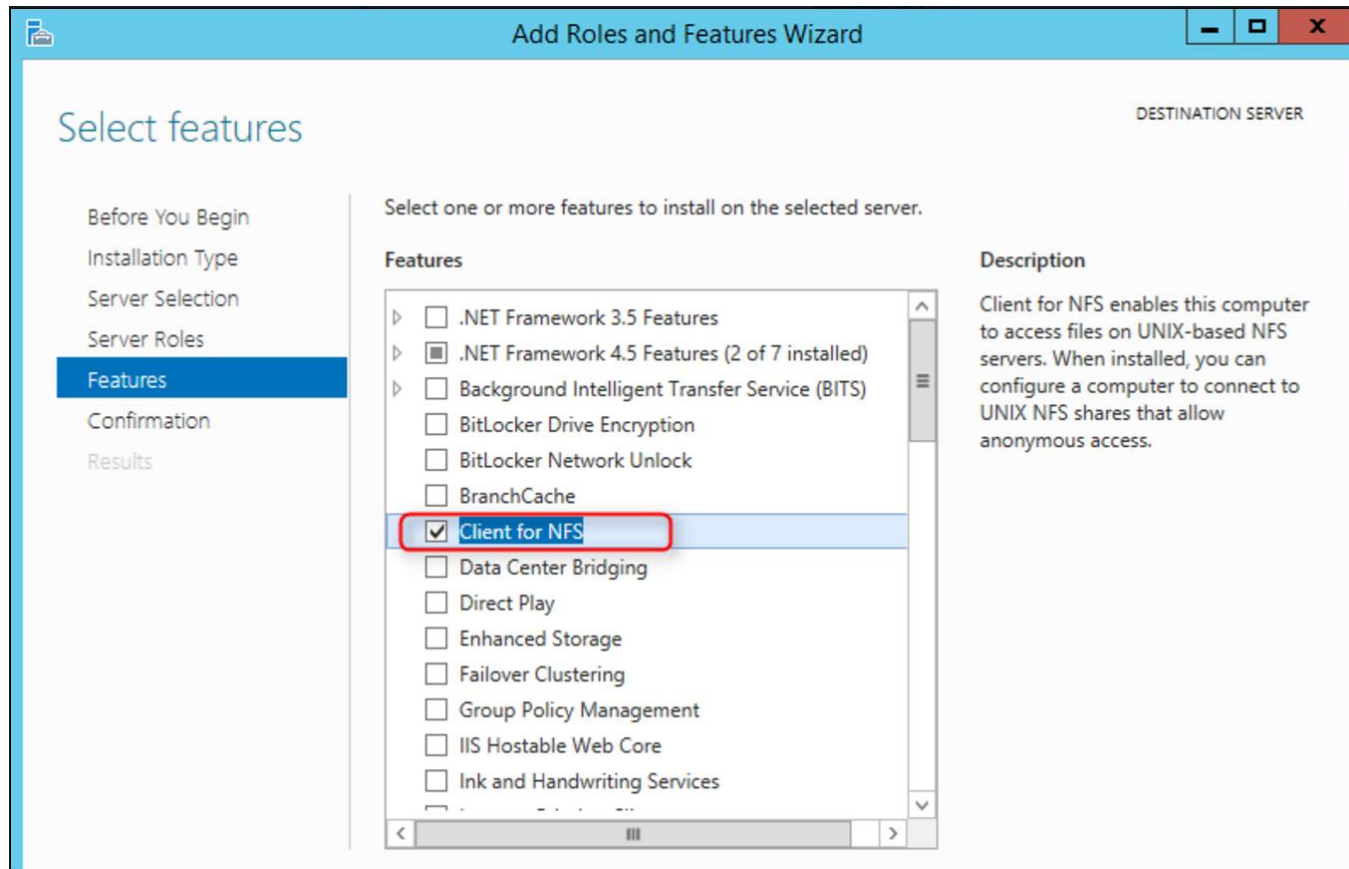 Add Roles and Features Wizard
Select features
DESTINATION SERVER
Before You Begin
Installation Type
Server Selection
Server Roles
Features
Confirmation
Results
Select one or more features to install on the selected server.
Features
.NET Framework 3.5 Features
.NET Framework 4.5 Features (2 of 7 installed)
Background Intelligent Transfer Service (BITS)
BitLocker Drive Encryption
BitLocker Network Unlock
BranchCache
Client for NFS
Data Center Bridging
Direct Play
Enhanced Storage
Failover Clustering
Group Policy Management
IIS Hostable Web Core
Ink and Handwriting Services
Description
Client for NFS enables this computer
to access files on UNIX-based NFS
servers. When installed, you can
configure a computer to connect to
UNIX NFS shares that allow
anonymous access.